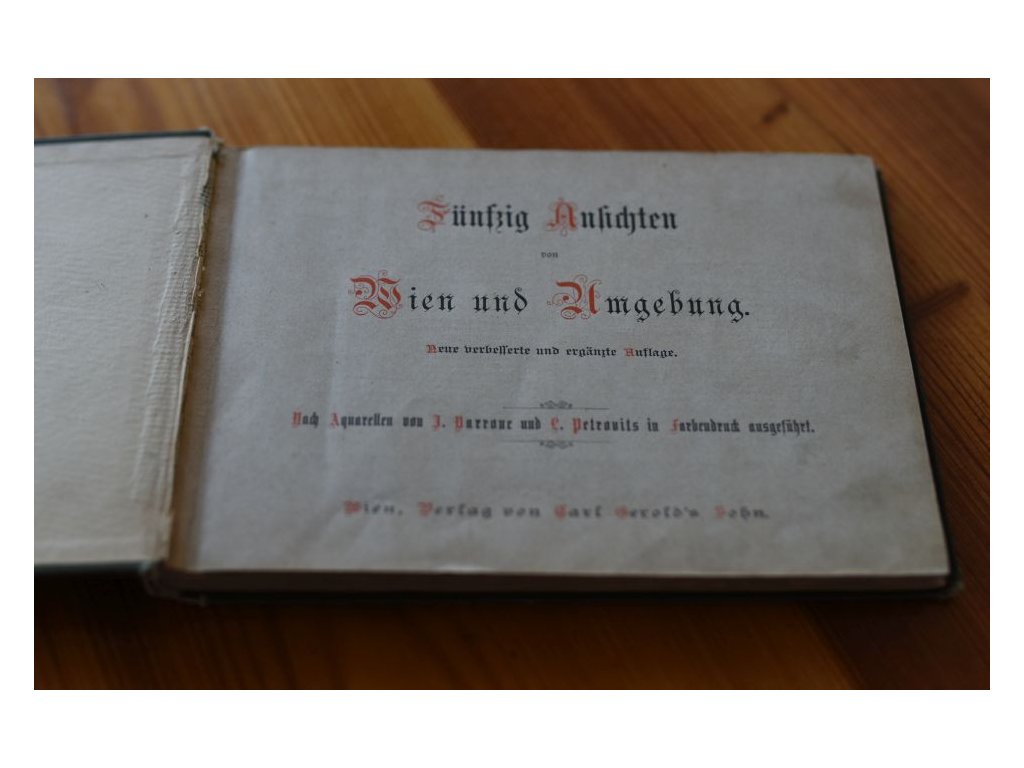 Fünfzig Ansichten
von
Wien und Umgebung.
Neue verbesserte und ergänzte Auflage.
Nach Aquarellen von J. Varrone und L. Petrovits in Farbendruck ausgeführt.
Wien, Verlag von Carl Gerold's Sohn.